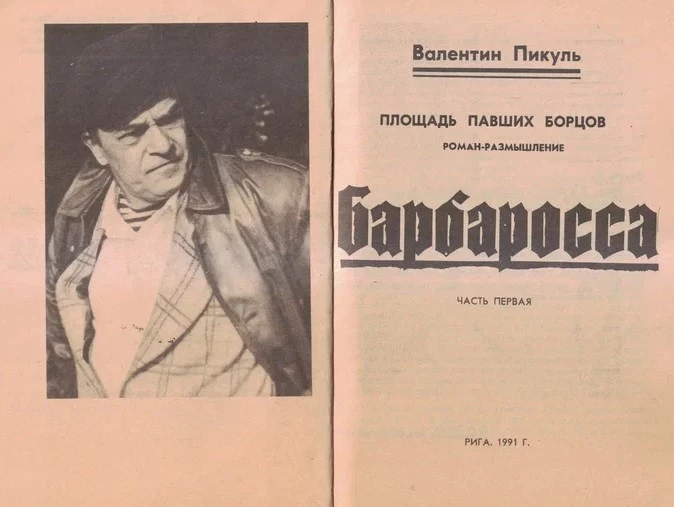 Валентин Пикуль
ПЛОЩАДЬ ПАВШИХ БОРЦОВ
РОМАН-РАЗМЫШЛЕНИЕ
Барбаросса
ЧАСТЬ ПЕРВАЯ
РИГА. 1991 Г.